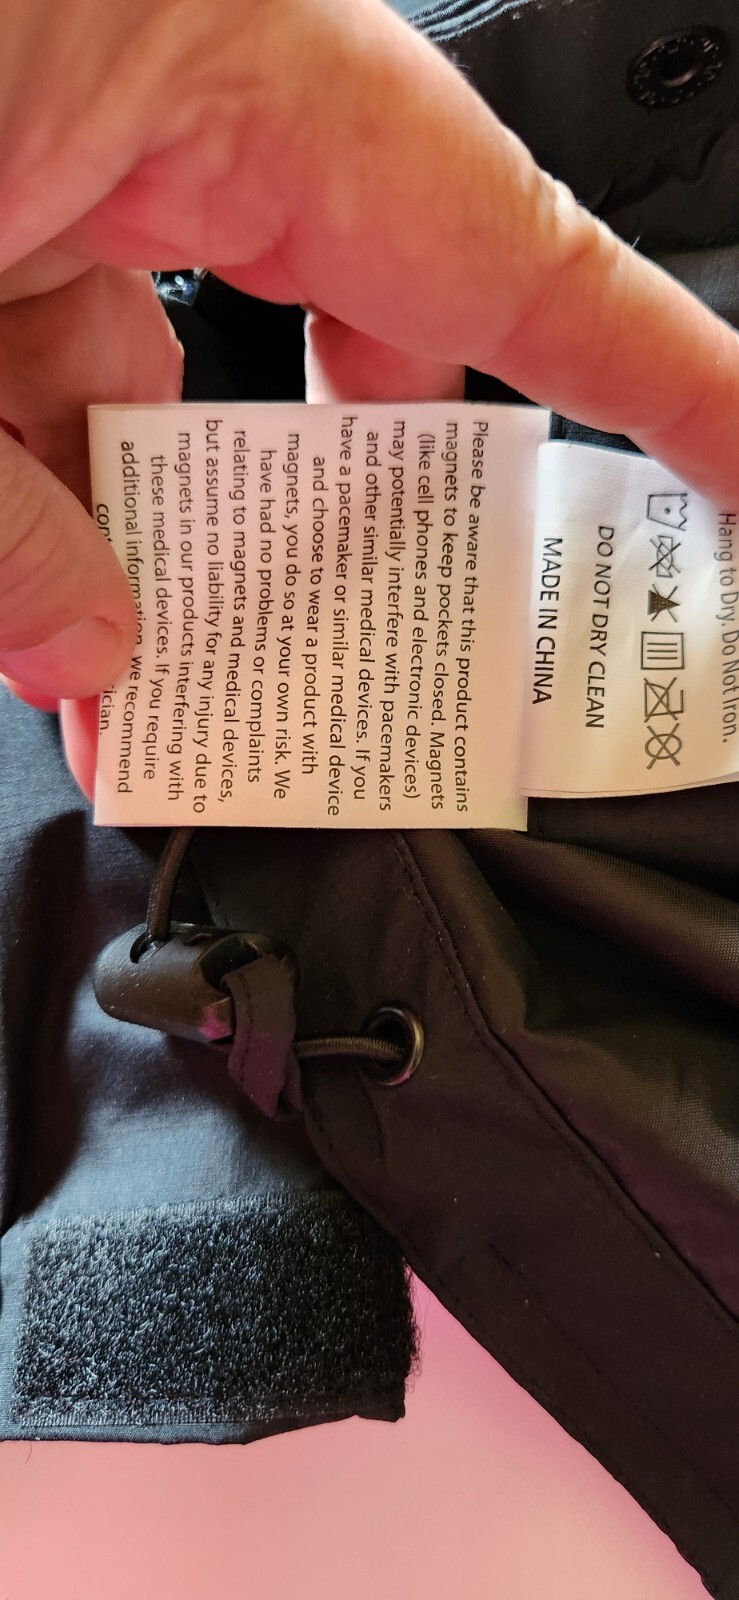 Please be aware that this product contains
magnets to keep pockets closed. Magnets
(like cell phones and electronic devices)
may potentially interfere with pacemakers
and other similar medical devices. If you
have a pacemaker or similar medical device
and choose to wear a product with
magnets, you do so at your own risk. We
have had no problems or complaints
relating to magnets and medical devices,
but assume no liability for any injury due to
magnets in our products interfering with
these medical devices. If you require
additional information, we recommend
Hang to Dry. Do Not Iron.
DO NOT DRY CLEAN
MADE IN CHINA